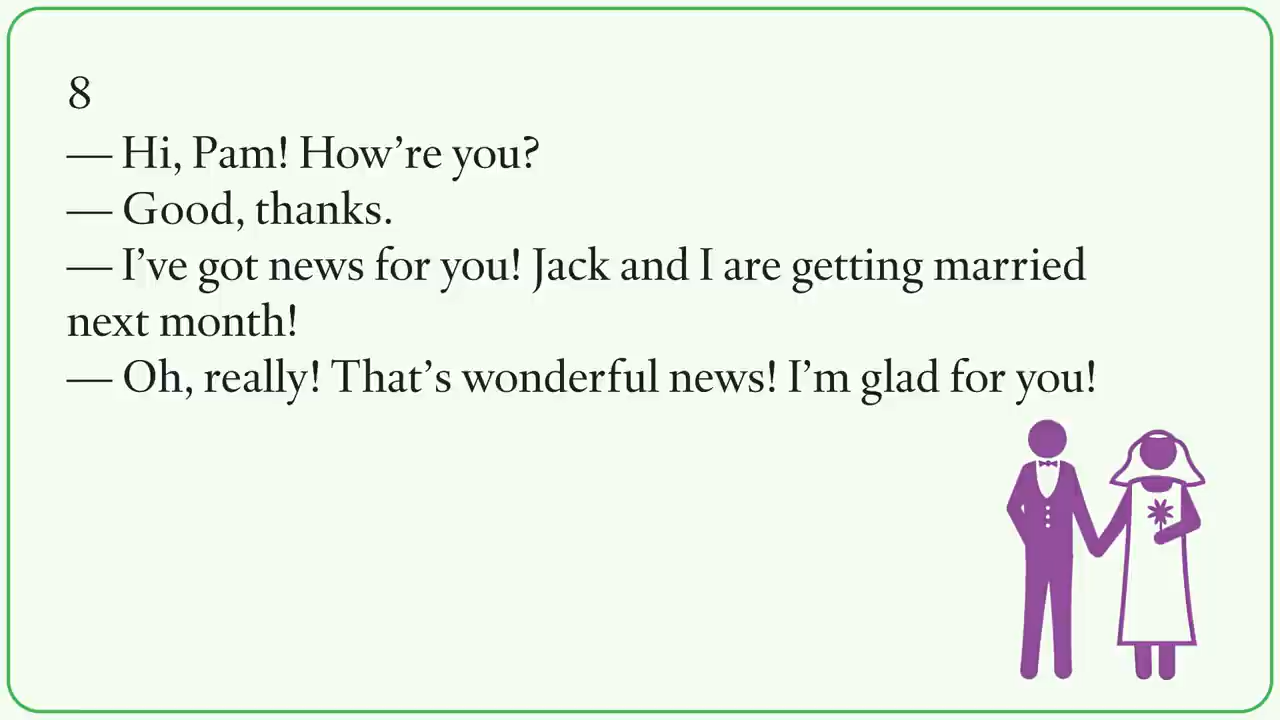 8
— Hi, Pam! How’re you?
— Good, thanks.
— I’ve got news for you! Jack and I are getting married
next month!
— Oh, really! That’s wonderful news! I’m glad for you!